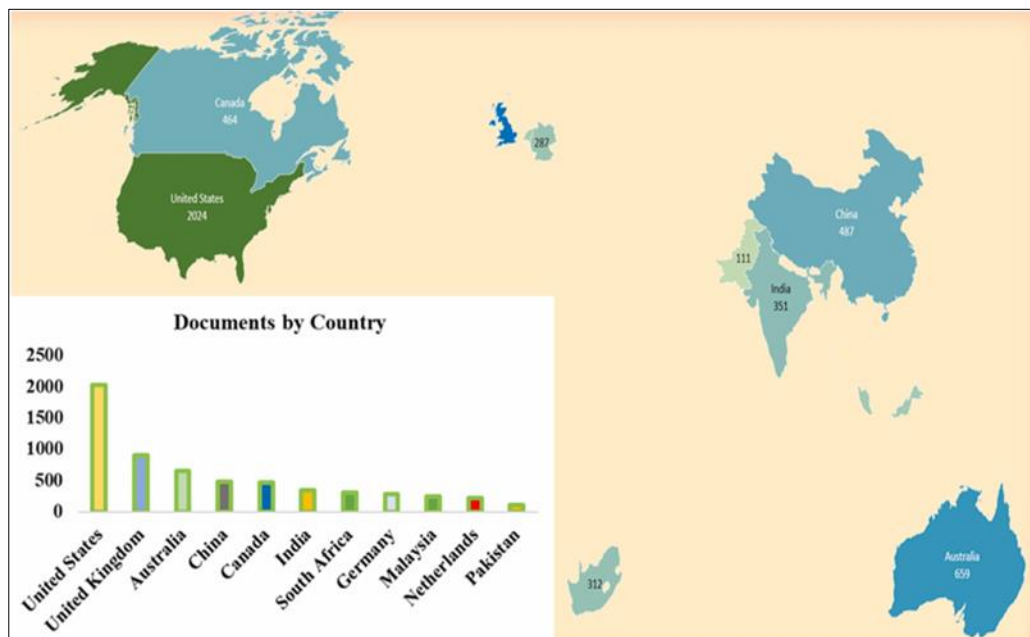 Canada
464
United States
2024
287
China
487
111
India
351
312
Australia
659
Documents by Country
2500
2000
1500
1000
500
0
United States
United Kingdom
Australia
China
Canada
India
South Africa
Germany
Malaysia
Netherlands
Pakistan